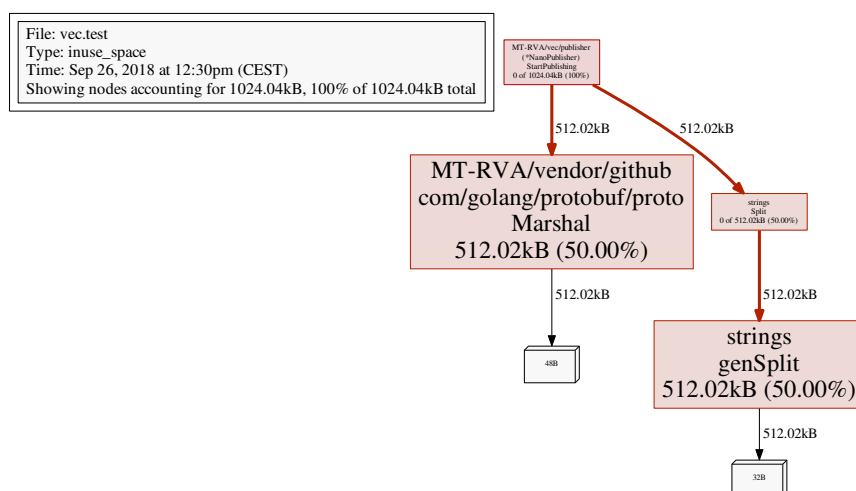 File: vec.test
Type: inuse_space
Time: Sep 26, 2018 at 12:30pm (CEST)
Showing nodes accounting for 1024.04kB, 100% of 1024.04kB total
MT-RVA/vec/publisher
(*NanoPublisher)
StartPublishing
0 of 1024.04kB (100%)
512.02kB
512.02kB
MT-RVA/vendor/github
com/golang/protobuf/proto
Marshal
512.02kB (50.00%)
strings
Split
0 of 512.02kB (50.00%)
512.02kB
512.02kB
48B
strings
genSplit
512.02kB (50.00%)
512.02kB
32B